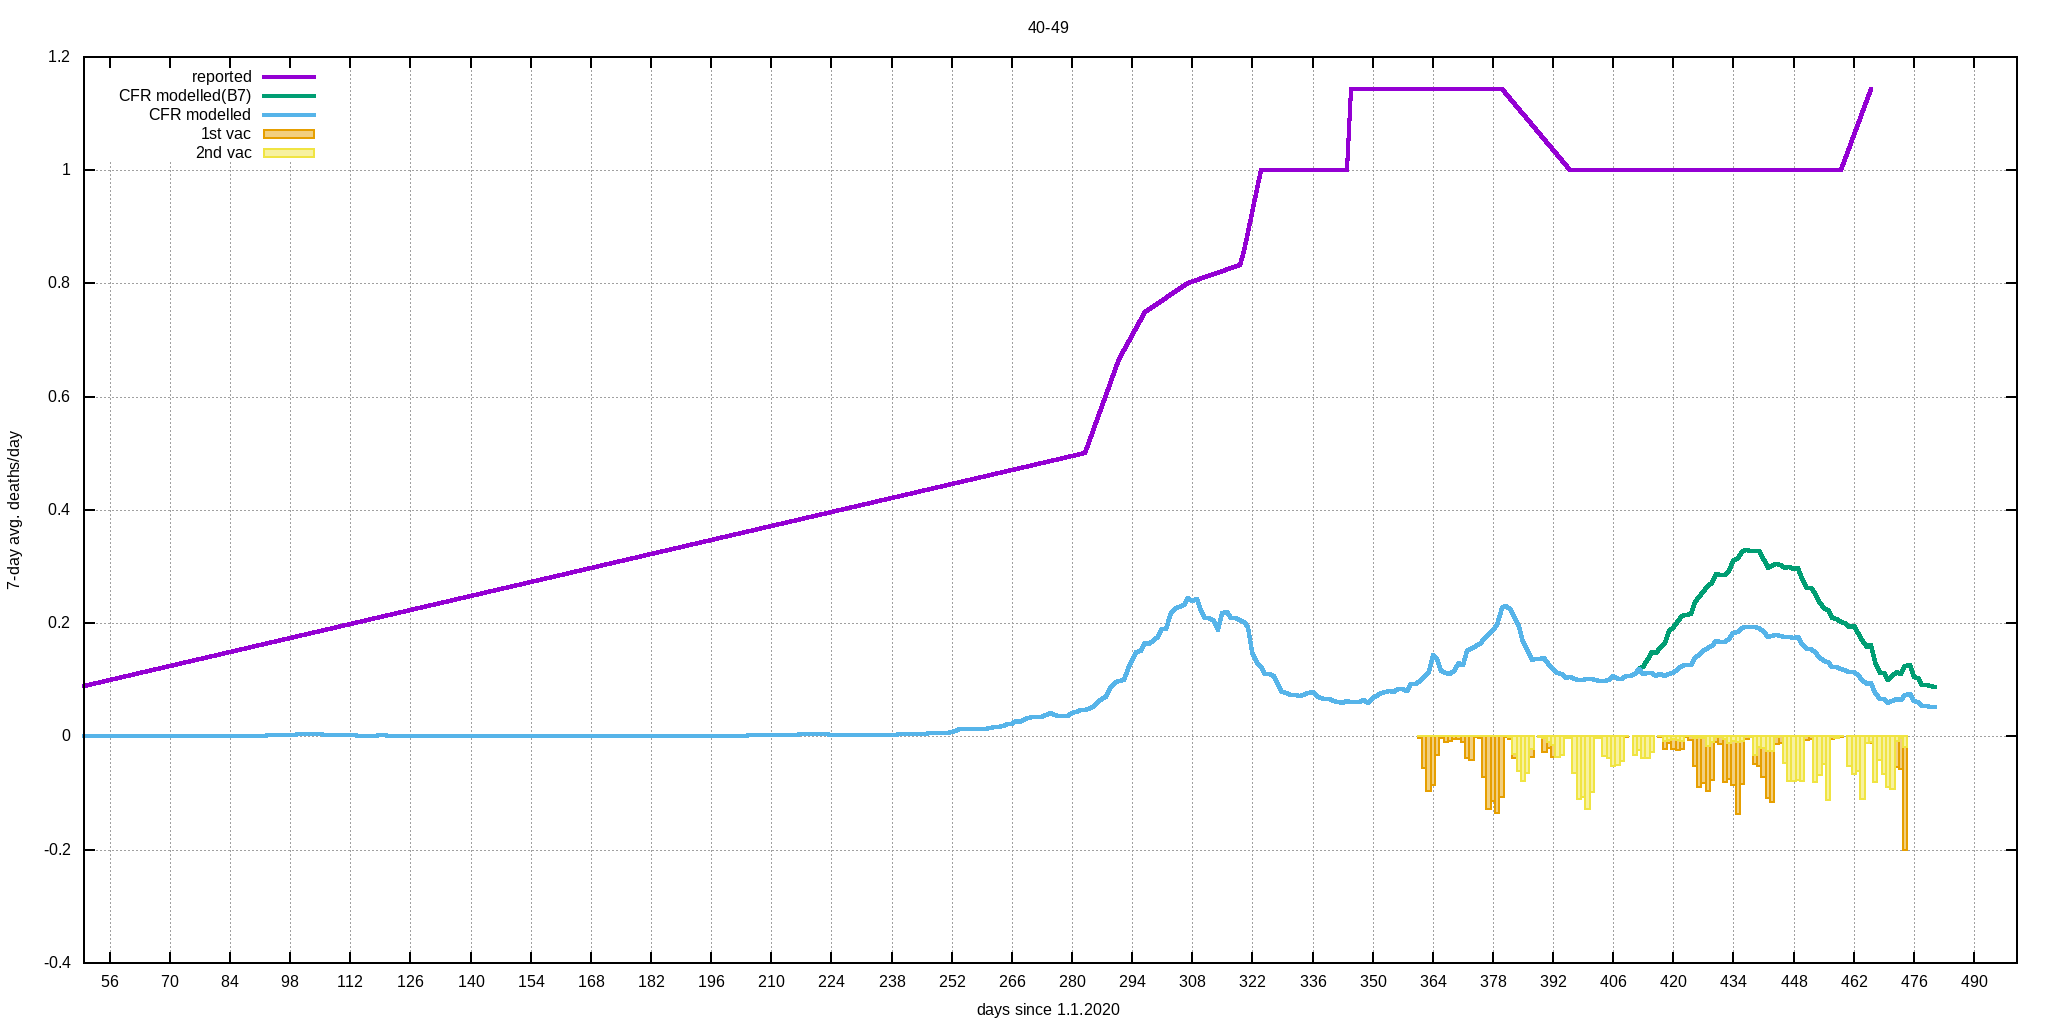 40-49
1.2
1
0.8
0.6
0.4
0.2
0
-0.2
-0.4
7-day avg. deaths/day
reported
CFR modelled(B7)
CFR modelled
1st vac
2nd vac
56 70 84 98 112 126 140 154 168 182 196 210 224 238 252 266 280 294 308 322 336 350 364 378 392 406 420 434 448 462 476 490
days since 1.1.2020